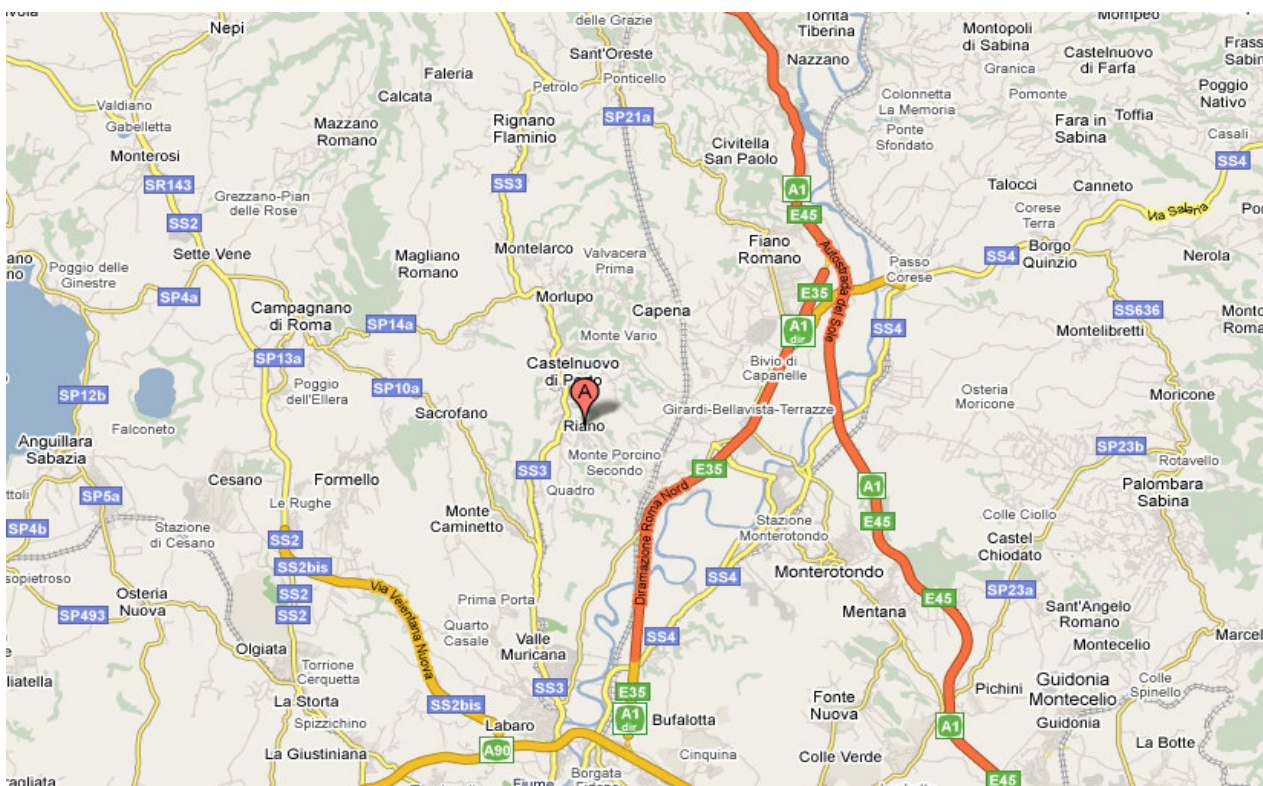 delle Grazie
Torrita
Tiberina
Mompeo
Nepi
Sant'Oreste
Nazzano
Montopoli
di Sabina
Castelnuovo
di Farfa
Granica
Faleria
Ponticello
Petrolo
Calcata
Valdiano
Gabelletta
Colonnetta
La Memoria
Pomonte
Poggio
Nativo
SP21a
Mazzano
Romano
Rignano
Flaminio
Civitella
San Paolo
Ponte
Sfondato
Fara in
Sabina
Toffia
Casali
Monterosi
SS4
SR143
SS3
A1
Talocci
Canneto
Grezzano-Pian
delle Rose
SS2
E45
Corese
Terra
Via Salaria
Sette Vene
Magliano
Romano
Montelarco
Valvacera
Prima
Fiano
Romano
Autostrada del Sole
Passo
Corese
SS4
Borgo
Quinzio
Nerola
Poggio delle
Ginestre
SP4a
Campagnano
di Roma
Morlupo
E35
SP14a
Capena
A1
dir
SS4
SS636
Montelibretti
Monte Vario
SP13a
Castelnuovo
Bivio di
Capanelle
Poggio
dell'Ellera
SP10a
A
SP12b
Osteria
Moricone
Moricone
Sacrofano
Girardi-Bellavista-Terrazze
Falconeto
Riano
Anguillara
Sabazia
SP23b
Rotavello
Monte Porcino
Secondo
SS3
E35
Cesano
Formello
A1
Palombara
Sabina
Quadro
SP5a
Le Rughe
Monte
Caminetto
Diramazione Roma Nord
Stazione
Monterotondo
E45
Colle Ciollo
SP4b
Stazione
di Cesano
SS2
Castel
Chiodato
SS2bis
Monterotondo
SS4
Via Veientana Nuova
SS2
SP23a
Osteria
Nuova
Prima Porta
E45
SP493
SS2
Mentana
Sant'Angelo
Romano
Quarto
Casale
Valle
Muricana
SS4
Montecelio
Olgiata
Torrione
Cerquetta
SS3
E35
Pichini
Guidonia
Montecelio
Colle
Spinello
La Storta
SS2bis
Fonte
Nuova
Spizzichino
Labaro
A1
dir
Bufalotta
A1
Guidonia
La Giustiniana
A90
Cinquina
Colle Verde
La Botte
Borgata
E45